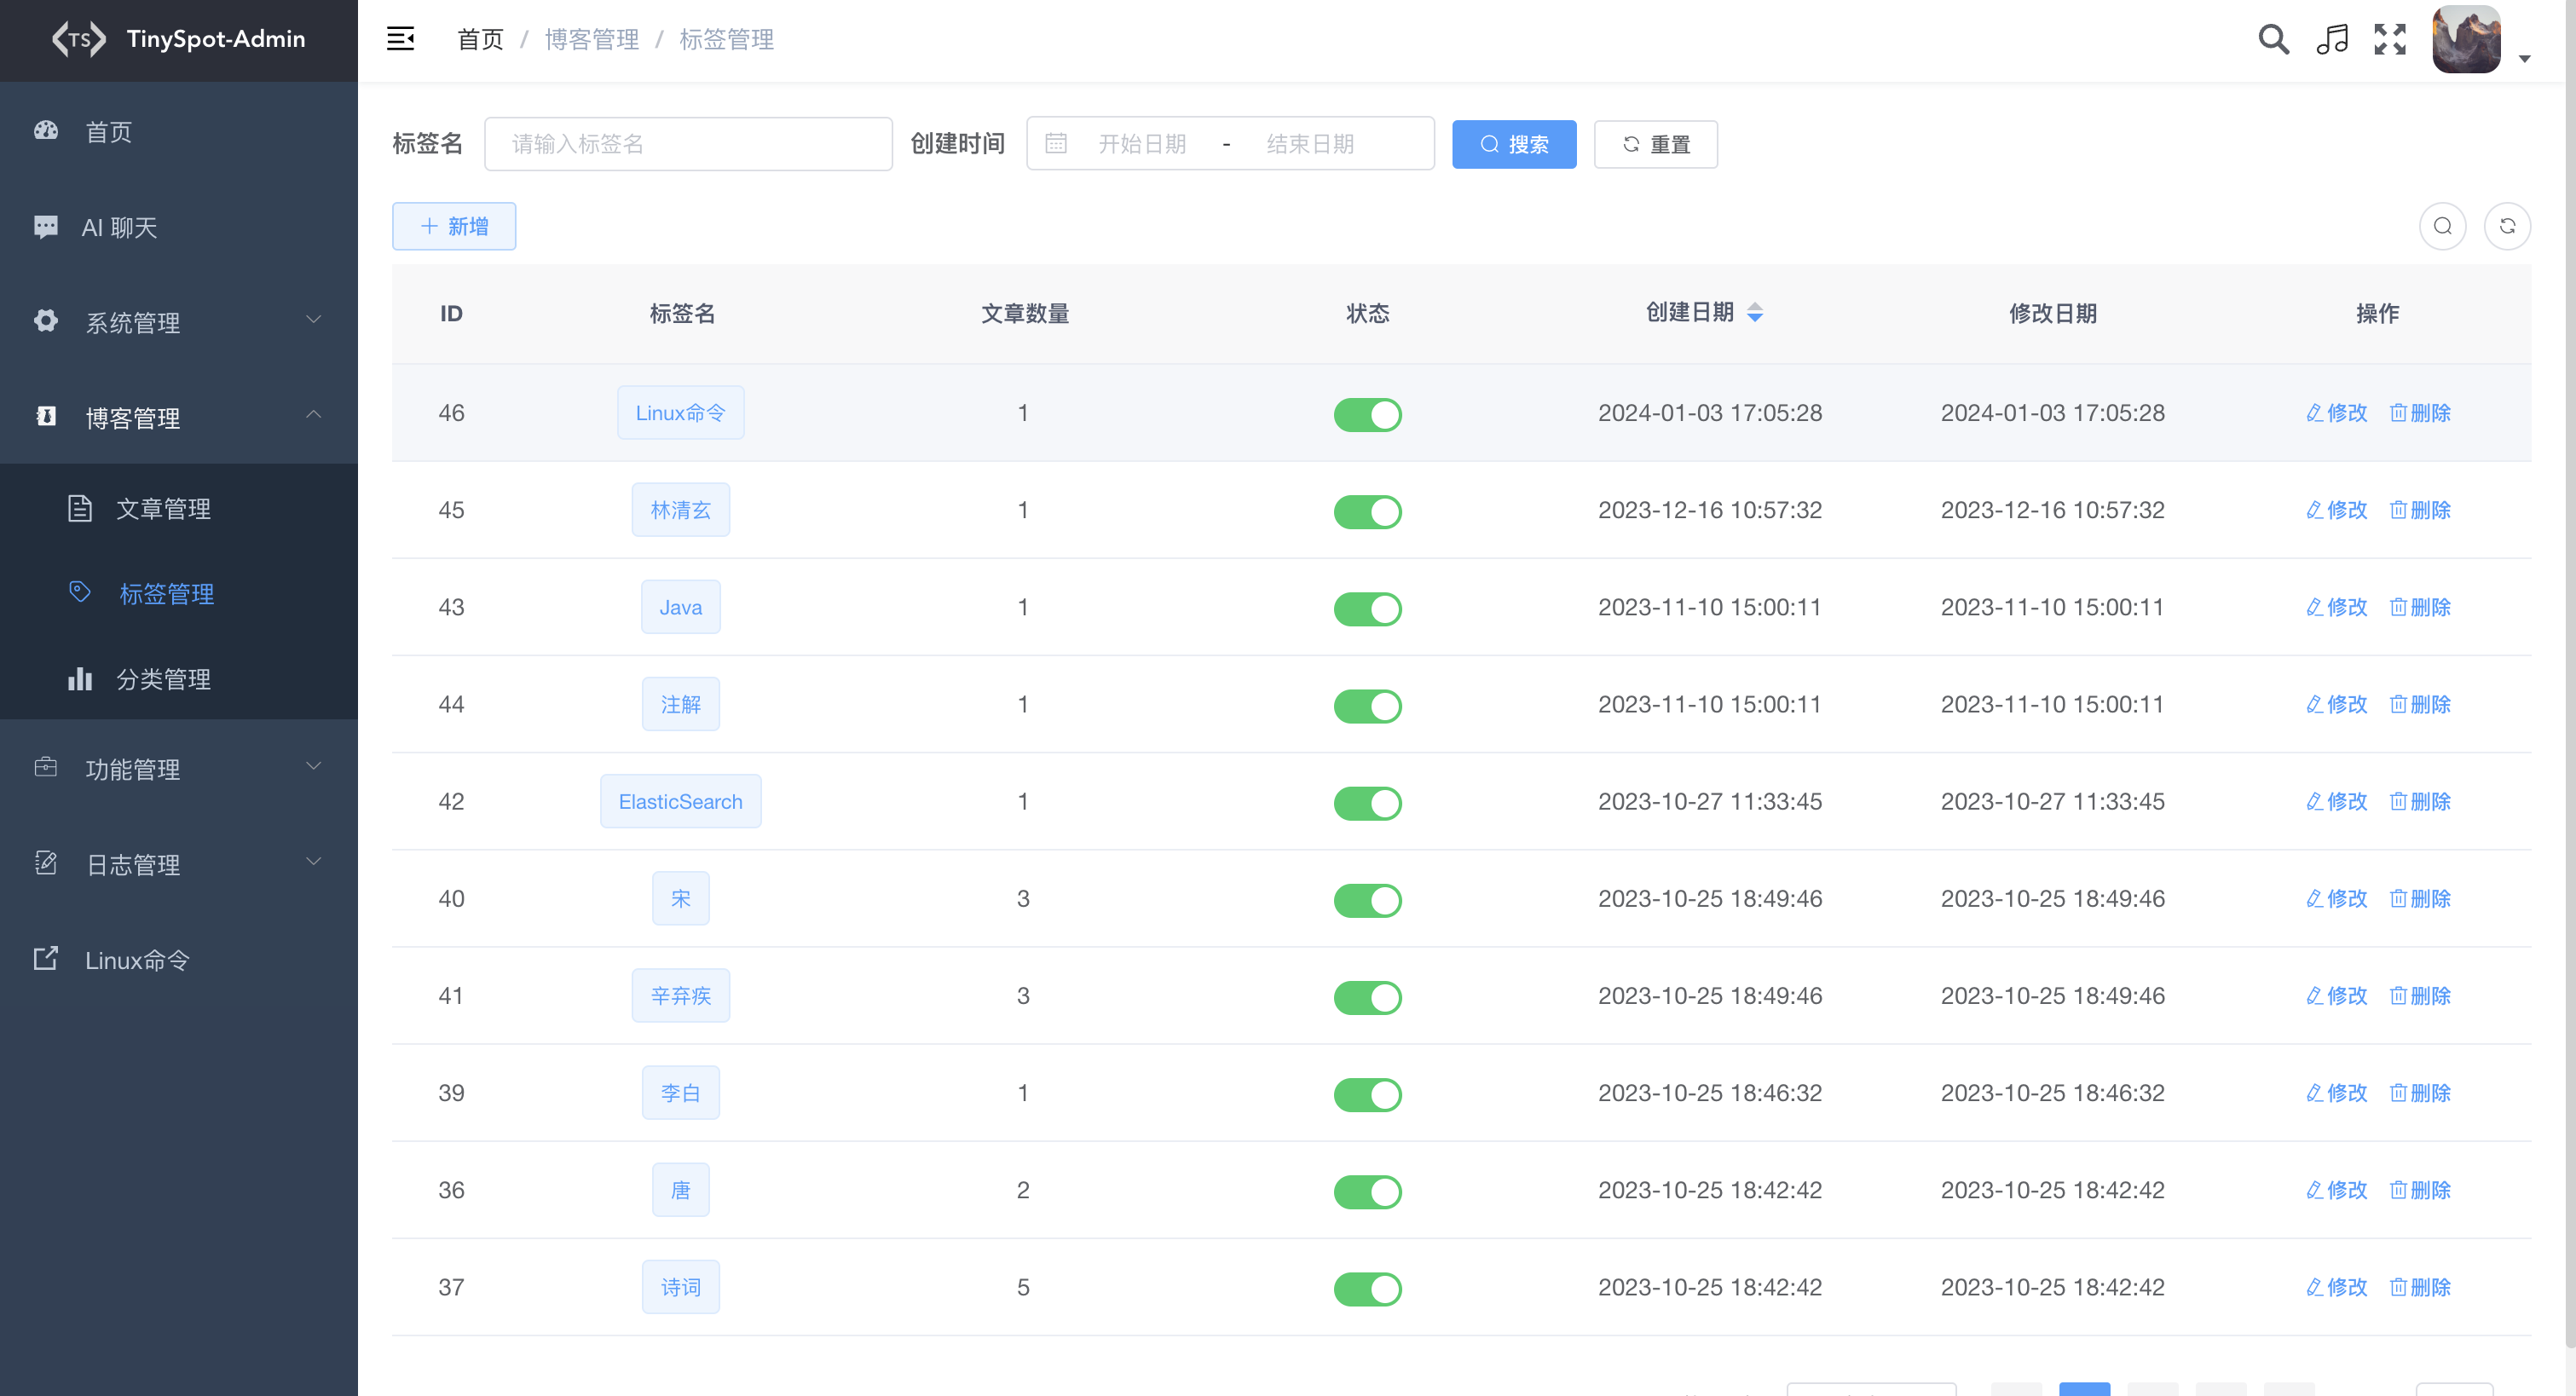 TS TinySpot-Admin
首页 / 博客管理 / 标签管理
首页
AI 聊天
系统管理
博客管理
文章管理
标签管理
分类管理
功能管理
日志管理
Linux命令
标签名 请输入标签名 创建时间 开始日期 - 结束日期 搜索 重置
新增
ID 标签名 文章数量 状态 创建日期 修改日期 操作
46 Linux命令 1 2024-01-03 17:05:28 2024-01-03 17:05:28 修改 删除
45 林清玄 1 2023-12-16 10:57:32 2023-12-16 10:57:32 修改 删除
43 Java 1 2023-11-10 15:00:11 2023-11-10 15:00:11 修改 删除
44 注解 1 2023-11-10 15:00:11 2023-11-10 15:00:11 修改 删除
42 ElasticSearch 1 2023-10-27 11:33:45 2023-10-27 11:33:45 修改 删除
40 宋 3 2023-10-25 18:49:46 2023-10-25 18:49:46 修改 删除
41 辛弃疾 3 2023-10-25 18:49:46 2023-10-25 18:49:46 修改 删除
39 李白 1 2023-10-25 18:46:32 2023-10-25 18:46:32 修改 删除
36 唐 2 2023-10-25 18:42:42 2023-10-25 18:42:42 修改 删除
37 诗词 5 2023-10-25 18:42:42 2023-10-25 18:42:42 修改 删除